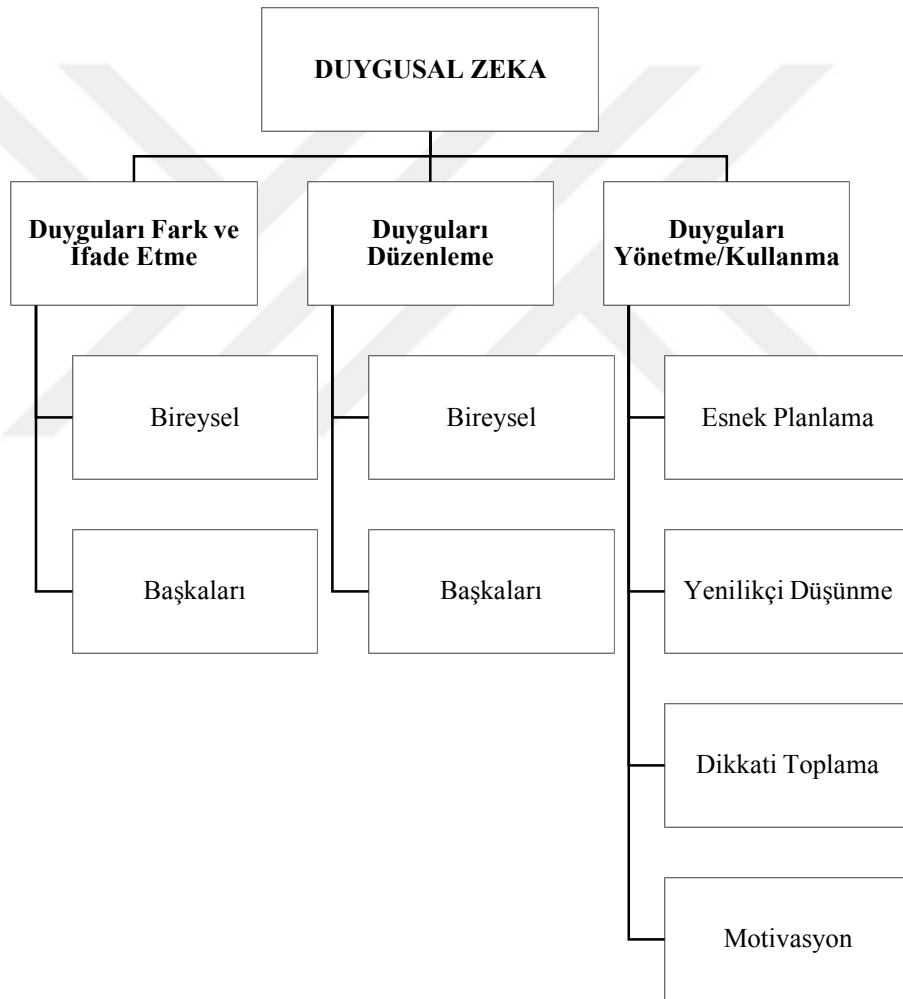 DUYGUSAL ZEKA
Duyguları Fark ve
İfade Etme
Bireysel
Başkaları
Duyguları
Düzenleme
Bireysel
Başkaları
Duyguları
Yönetme/Kullanma
Esnek Planlama
Yenilikçi Düşünme
Dikkati Toplama
Motivasyon